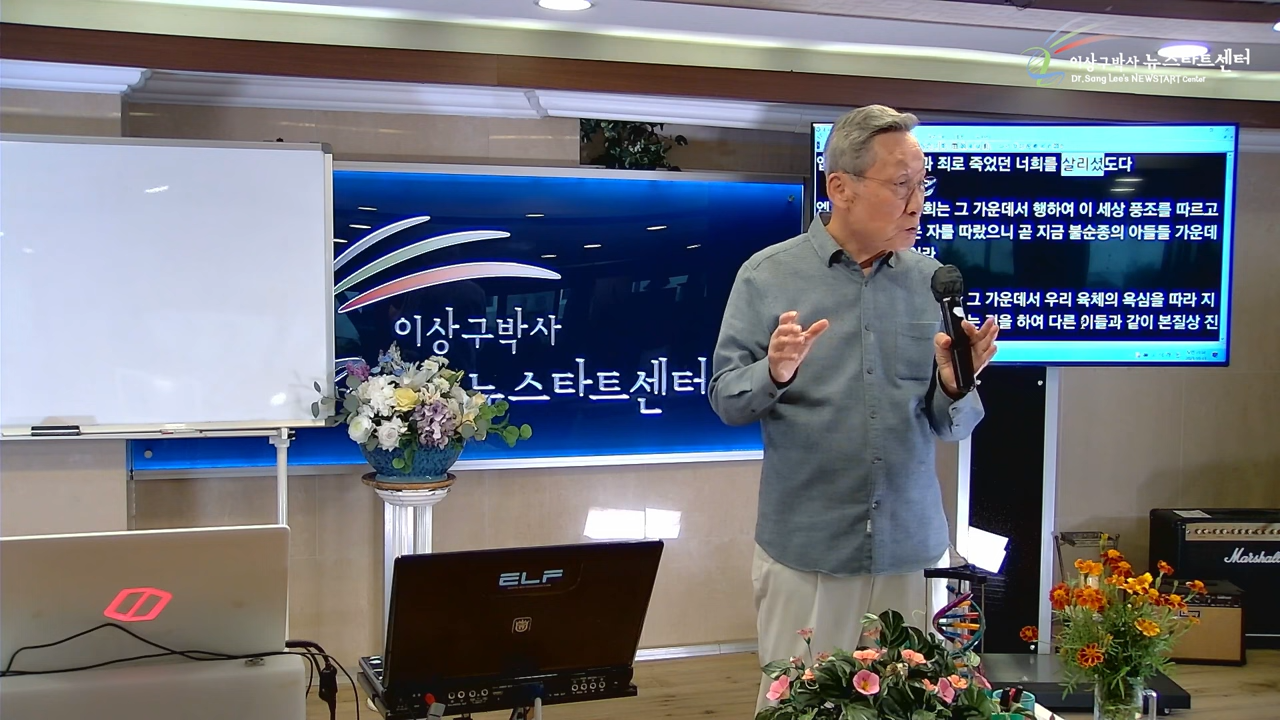 이상구박사 뉴스타트센터
Dr. Sang Lee's NEWSTART Center
과 죄로 죽었던 너희를 살리셨도다
는 그 가운데서 행하여 이 세상 풍조를 따르고
자를 따랐으니 곧 지금 불순종의 아들들 가운데
그 가운데서 우리 육체의 욕심을 따라 지
을 하여 다른 이들과 같이 본질상 진
이상구박사
뉴스타트센터
ELF
Marshall